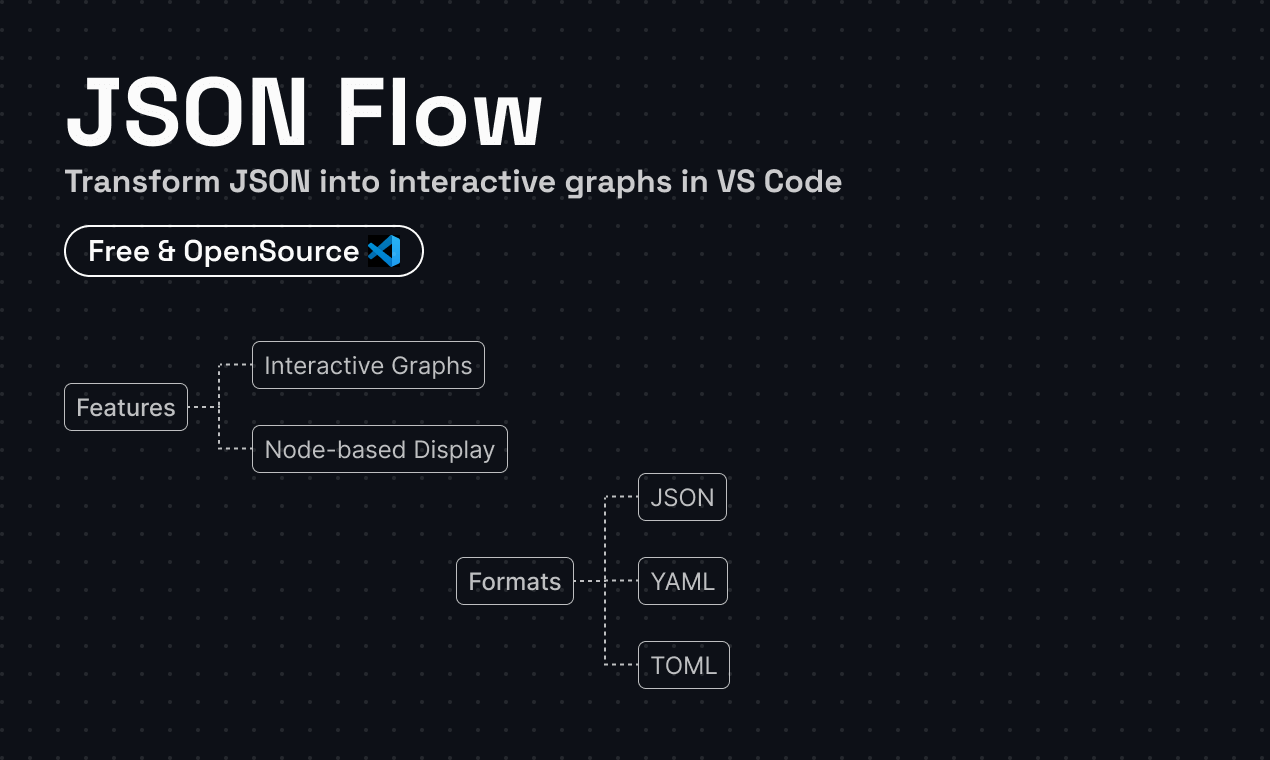 JSON Flow
Transform JSON into interactive graphs in VS Code
Free & OpenSource
Interactive Graphs
Features
Node-based Display
JSON
Formats
YAML
TOML